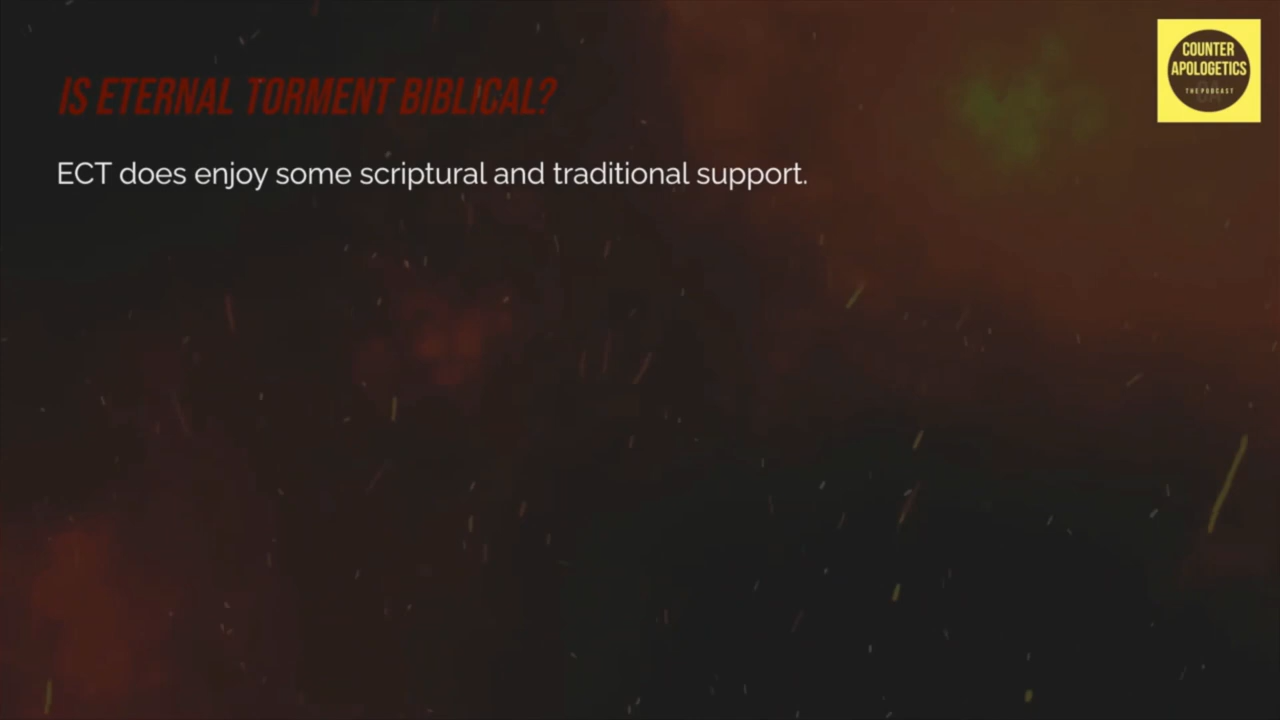 IS ETERNAL TORMENT BIBLICAL?
COUNTER
APOLOGETICS
THE PODCAST
ECT does enjoy some scriptural and traditional support.